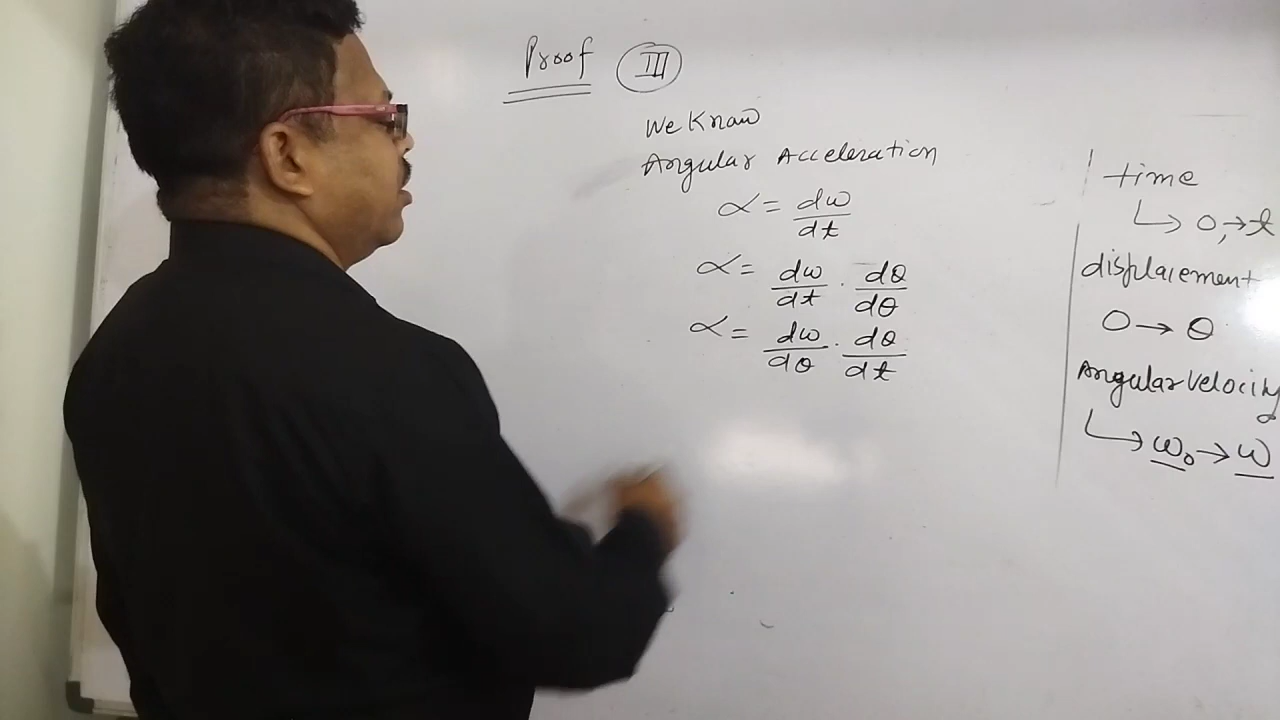 Proof III
We Know
Angular Acceleration
α = dω/dt
α = dω/dt · dθ/dθ
α = dω/dθ · dθ/dt
time
↳ 0, → t
displacement
0 → θ
Angular Velocity
↳ ω₀ → ω